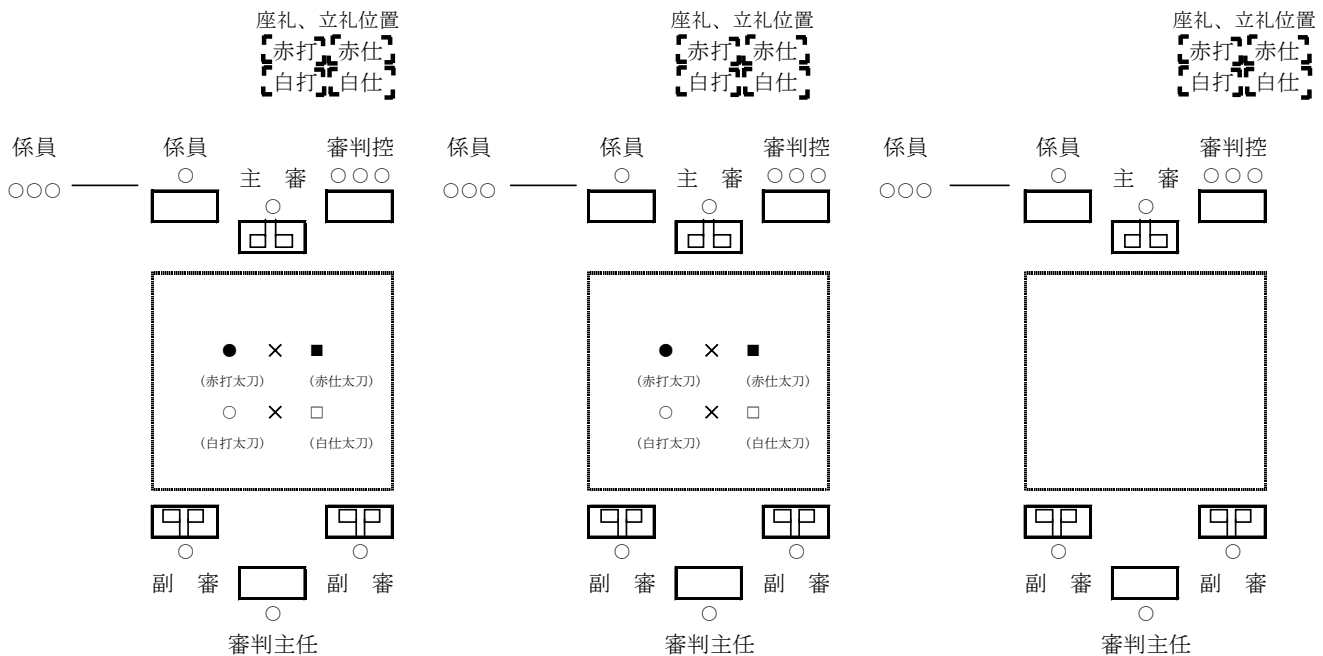 座礼、立礼位置 座礼、立礼位置 座礼、立礼位置
赤打 赤仕 赤打 赤仕 赤打 赤仕
白打 白仕 白打 白仕 白打 白仕
係員 係員 審判控 係員 係員 審判控 係員 係員 審判控
○ 主 審 ○○○ ○ 主 審 ○○○ ○ 主 審 ○○○
○○○ ○○○ ○○○
○ ○ ○
● × ■ ● × ■
(赤打太刀) (赤仕太刀) (赤打太刀) (赤仕太刀)
○ × □ ○ × □
(白打太刀) (白仕太刀) (白打太刀) (白仕太刀)
○ ○ ○ ○ ○ ○
副 審 副 審 副 審 副 審 副 審 副 審
○ ○ ○
審判主任 審判主任 審判主任